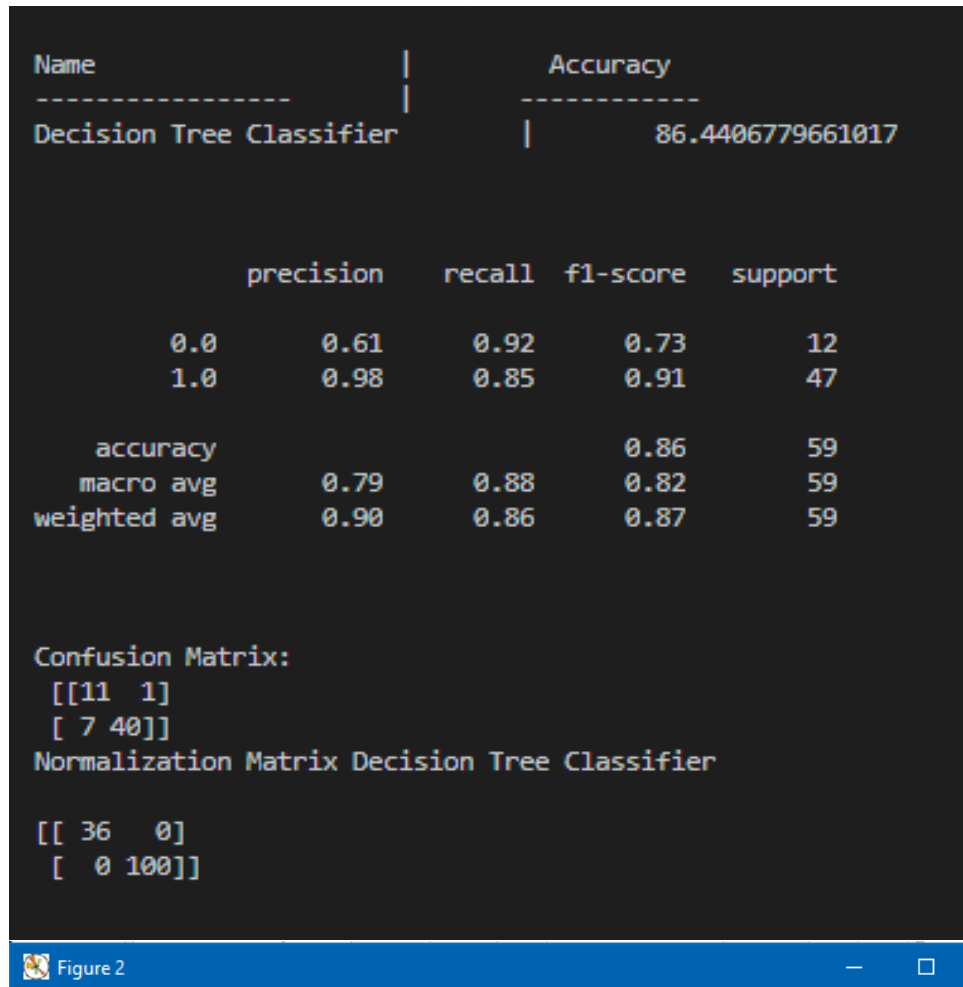 Name | Accuracy
----------------- | ------------
Decision Tree Classifier | 86.4406779661017
precision recall f1-score support
0.0 0.61 0.92 0.73 12
1.0 0.98 0.85 0.91 47
accuracy 0.86 59
macro avg 0.79 0.88 0.82 59
weighted avg 0.90 0.86 0.87 59
Confusion Matrix:
[[11 1]
[ 7 40]]
Normalization Matrix Decision Tree Classifier
[[ 36 0]
[ 0 100]]
Figure 2